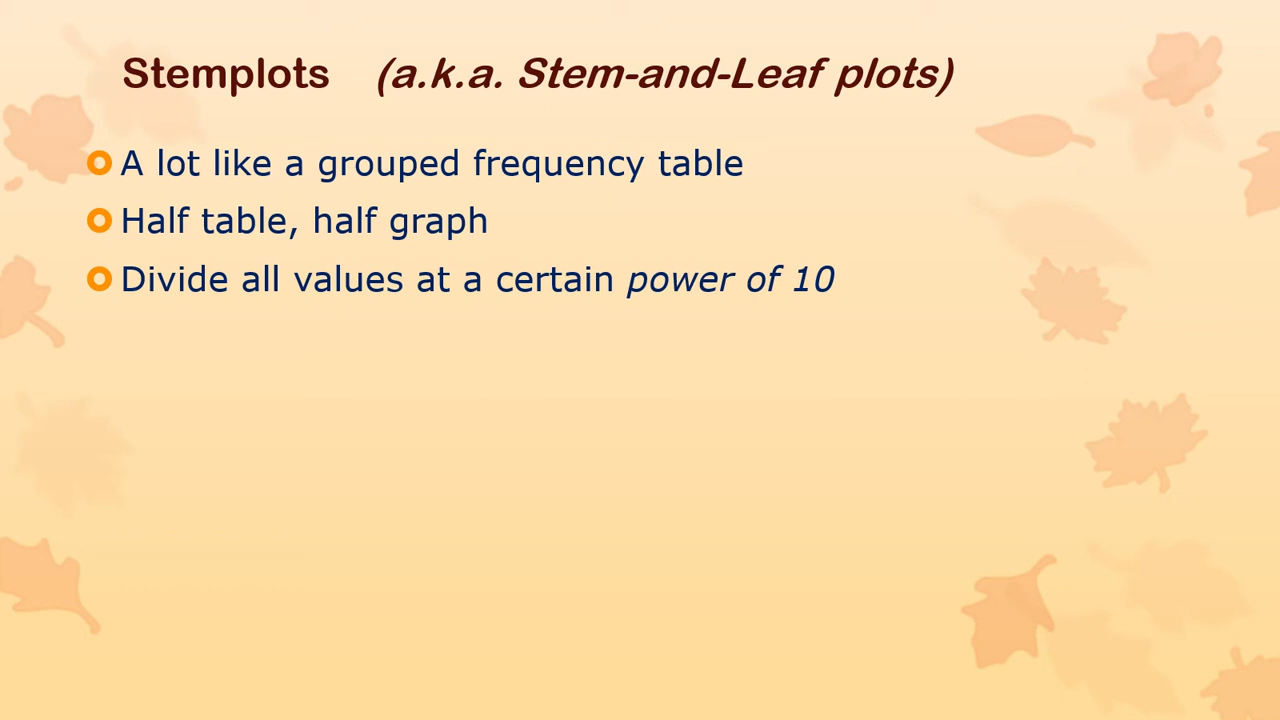 Stemplots (a.k.a. Stem-and-Leaf plots)
A lot like a grouped frequency table
Half table, half graph
Divide all values at a certain power of 10